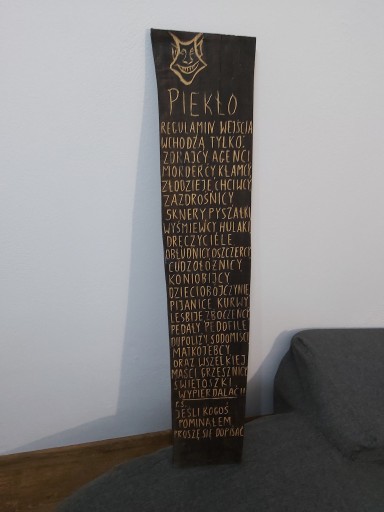 PIEKŁO
REGULAMIN WEJŚCIA
WCHODZĄ TYLKO:
ZDRAJCY, AGENCI
MORDERCY, KŁAMCY,
ZŁODZIEJE, CHCIWCY
ZAZDROŚNICY
SKNERY, PYSZAŁKI
WYŚMIEWCY HULAKI
DRĘCZYCIELE
OBŁUDNICY OSZCZERCY
CUDZOŁOŻNICY
KONIOBIJCY
DZIECIOBÓJCZYNIE
PIJANICE KURWY
LESBIJE ZBOCZEŃCY
PEDAŁY PEDOFILE
DUPOLIZY SODOMIŚCI
MATKOJEBCY
ORAZ WSZELKIEJ
MAŚCI GRZESZNICY
ŚWIĘTOSZKI
WYPIERDALAĆ!!
P.S.
JEŚLI KOGOŚ
POMINĄŁEM
PROSZĘ SIĘ DOPISAĆ